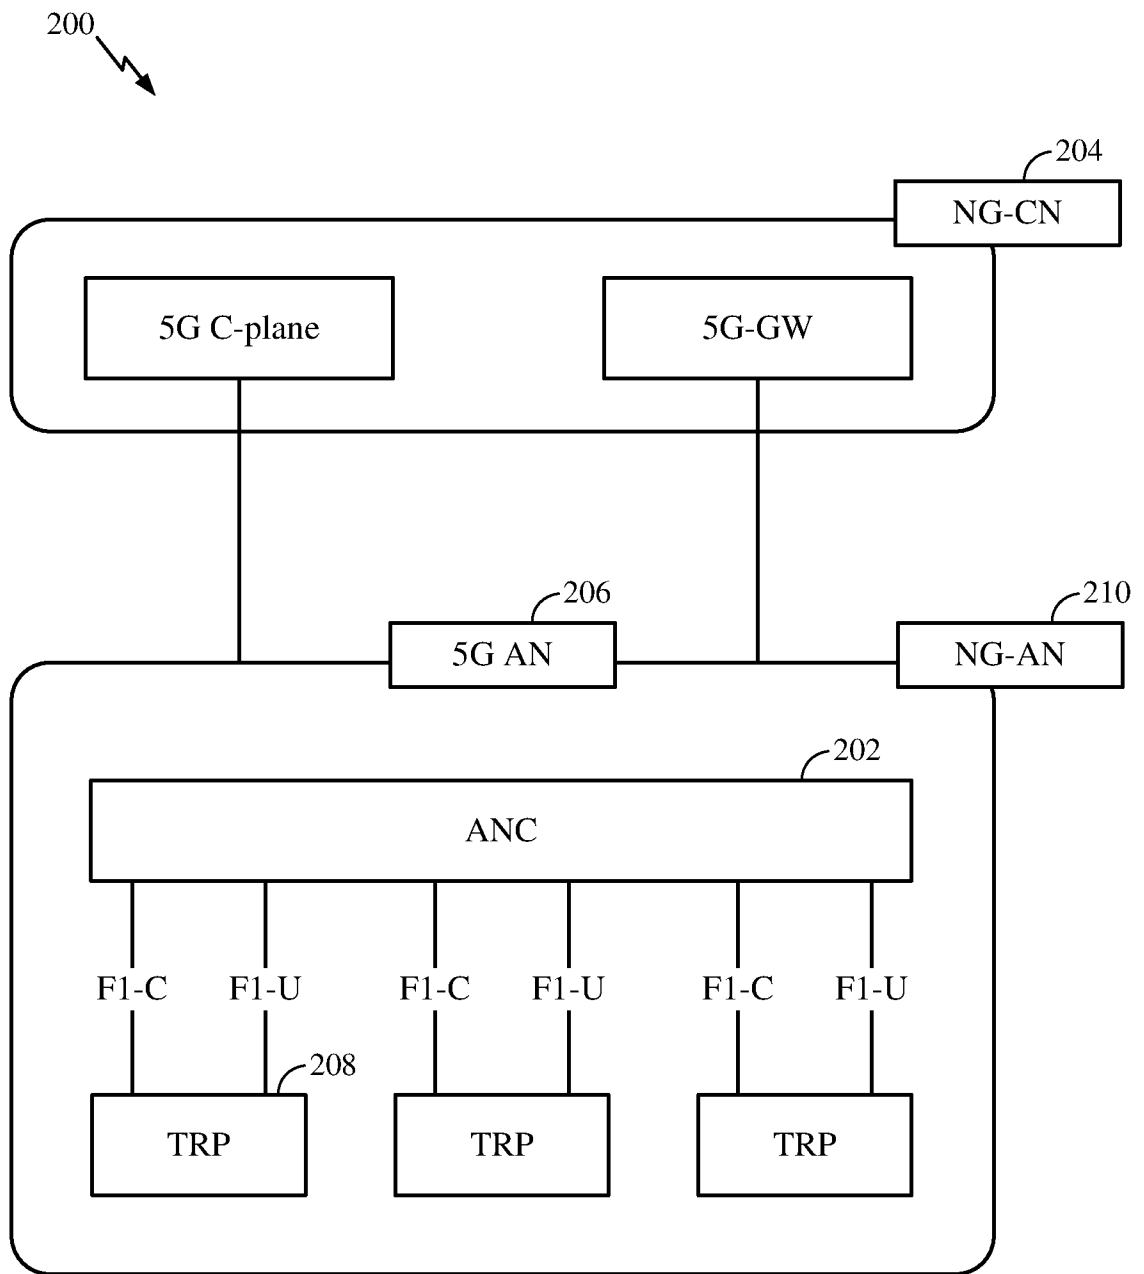 200
204
NG-CN
5G C-plane
5G-GW
206
210
5G AN
NG-AN
202
ANC
F1-C F1-U F1-C F1-U F1-C F1-U
208
TRP
TRP
TRP